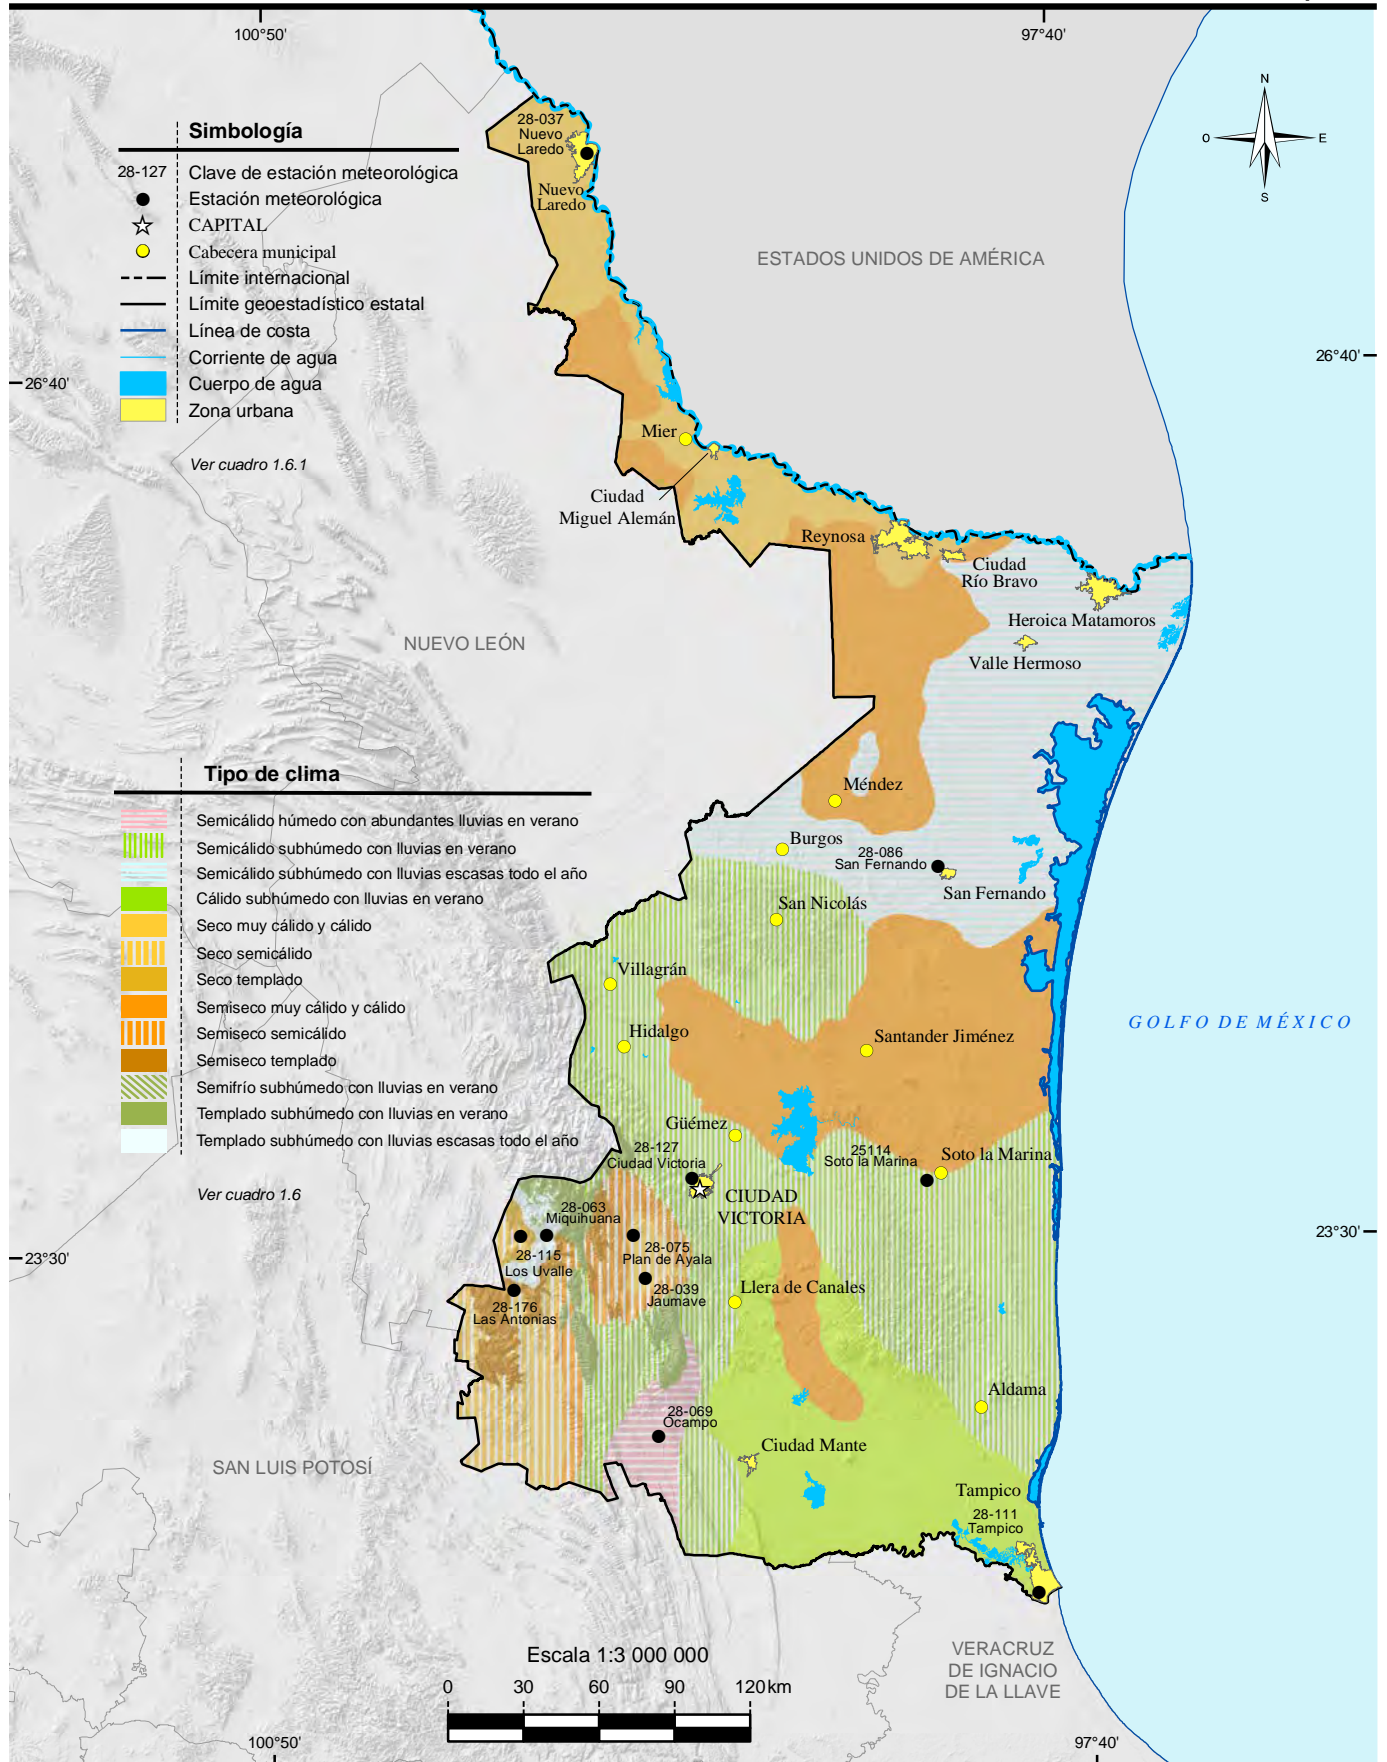 100°50'
97°40'
N
O
E
S
Simbología
28-127
Clave de estación meteorológica
Estación meteorológica
CAPITAL
Cabecera municipal
Límite internacional
Límite geoestadístico estatal
Línea de costa
Corriente de agua
Cuerpo de agua
Zona urbana
Ver cuadro 1.6.1
28-037
Nuevo
Laredo
Nuevo
Laredo
ESTADOS UNIDOS DE AMÉRICA
26°40'
26°40'
Mier
Ciudad
Miguel Alemán
Reynosa
Ciudad
Río Bravo
Heroica Matamoros
Valle Hermoso
NUEVO LEÓN
Tipo de clima
Semicálido húmedo con abundantes lluvias en verano
Semicálido subhúmedo con lluvias en verano
Semicálido subhúmedo con lluvias escasas todo el año
Cálido subhúmedo con lluvias en verano
Seco muy cálido y cálido
Seco semicálido
Seco templado
Semiseco muy cálido y cálido
Semiseco semicálido
Semiseco templado
Semifrío subhúmedo con lluvias en verano
Templado subhúmedo con lluvias en verano
Templado subhúmedo con lluvias escasas todo el año
Ver cuadro 1.6
Méndez
Burgos
28-086
San Fernando
San Fernando
San Nicolás
Villagrán
Hidalgo
Santander Jiménez
GOLFO DE MÉXICO
Güémez
28-127
Ciudad Victoria
25114
Soto la Marina
Soto la Marina
CIUDAD
VICTORIA
28-063
Miquihuana
28-115
Los Uvalle
28-075
Plan de Ayala
28-039
Jaumave
28-176
Las Antonias
23°30'
23°30'
Llera de Canales
Aldama
28-069
Ocampo
Ciudad Mante
SAN LUIS POTOSÍ
Tampico
28-111
Tampico
VERACRUZ
DE IGNACIO
DE LA LLAVE
Escala 1:3 000 000
0 30 60 90 120 km
100°50'
97°40'